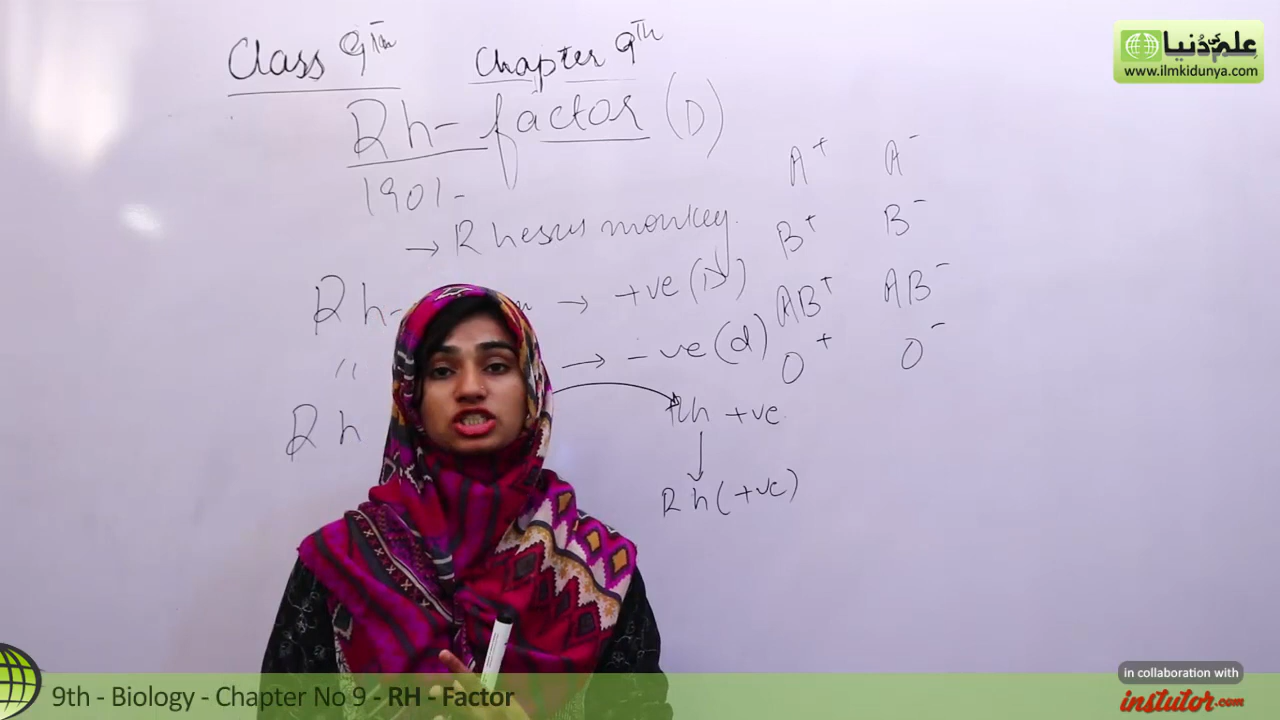 Class 9th Chapter 9th
Rh-factor (D)
1901-
→ Rhesus monkey.
Rh- → +ve (D)
" → -ve (d)
Rh
Rh +ve
Rh (+ve)
A+ A-
B+ B-
AB+ AB-
O+ O-
علم کی دنیا
www.ilmkidunya.com
9th - Biology - Chapter No 9 - RH - Factor
in collaboration with
instutor.com